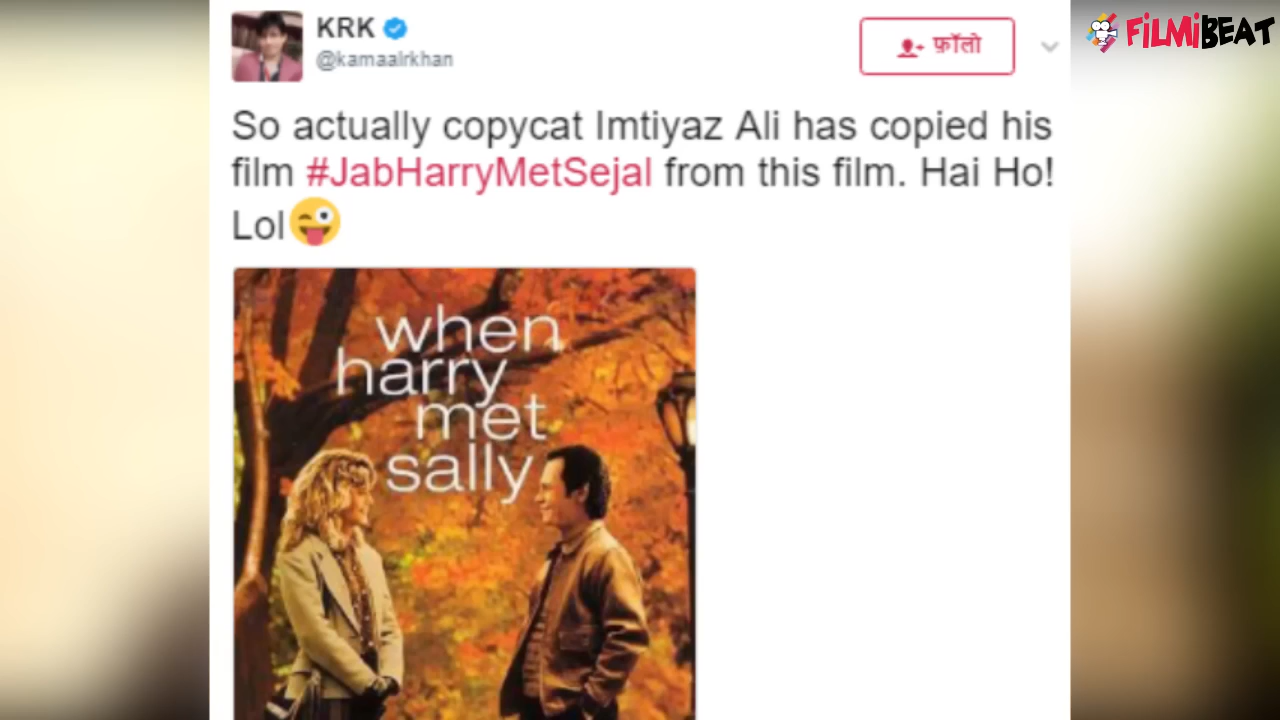 KRK
FILMIBEAT
@kamaalrkhan
फ़ॉलो
So actually copycat Imtiyaz Ali has copied his
film #JabHarryMetSejal from this film. Hai Ho!
Lol😜
when
harry
met
sally